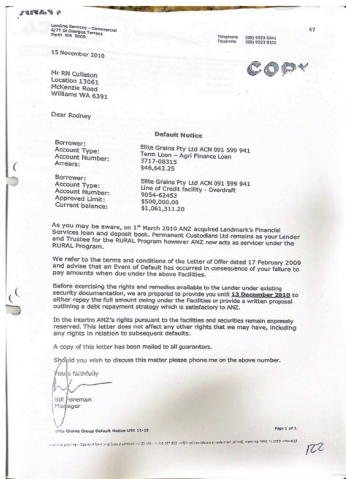 ANZ
67
Lending Services - Commercial
6/77 St Georges Terrace
Perth WA 6000
Telephone (08) 9323
Facsimile (08) 9323
15 November 2010
COPY
Mr RN Culleton
Location 13061
McKenzie Road
Williams WA 6391
Dear Rodney
Default Notice
Borrower: Elite Grains Pty Ltd ACN 091 599 941
Account Type: Term Loan - Agri Finance Loan
Account Number: 3717-08315
Arrears: $46,643.25
Borrower: Elite Grains Pty Ltd ACN 091 599 941
Account Type: Line of Credit facility - Overdraft
Account Number: 9054-62453
Approved Limit: $500,000.00
Current balance: $1,061,311.20
As you may be aware, on 1st March 2010 ANZ acquired Landmark's Financial
Services loan and deposit book. Permanent Custodians Ltd remains as your Lender
and Trustee for the RURAL Program however ANZ now acts as servicer under the
RURAL Program.
We refer to the terms and conditions of the Letter of Offer dated 17 February 2009
and advise that an Event of Default has occurred in consequence of your failure to
pay amounts when due under the above Facilities.
Before exercising the rights and remedies available to the Lender under existing
security documentation, we are prepared to provide you until 13 December 2010 to
either repay the full amount owing under the Facilities or provide a written proposal
outlining a debt repayment strategy which is satisfactory to ANZ.
In the interim ANZ's rights pursuant to the facilities and securities remain expressly
reserved. This letter does not affect any other rights that we may have, including
any rights in relation to subsequent defaults.
A copy of this letter has been mailed to all guarantors.
Should you wish to discuss this matter please phone me on the above number.
Yours faithfully
Bill Foreman
Manager
Elite Grains Group Default Notice LMK 11-10
Page 1 of 1
122